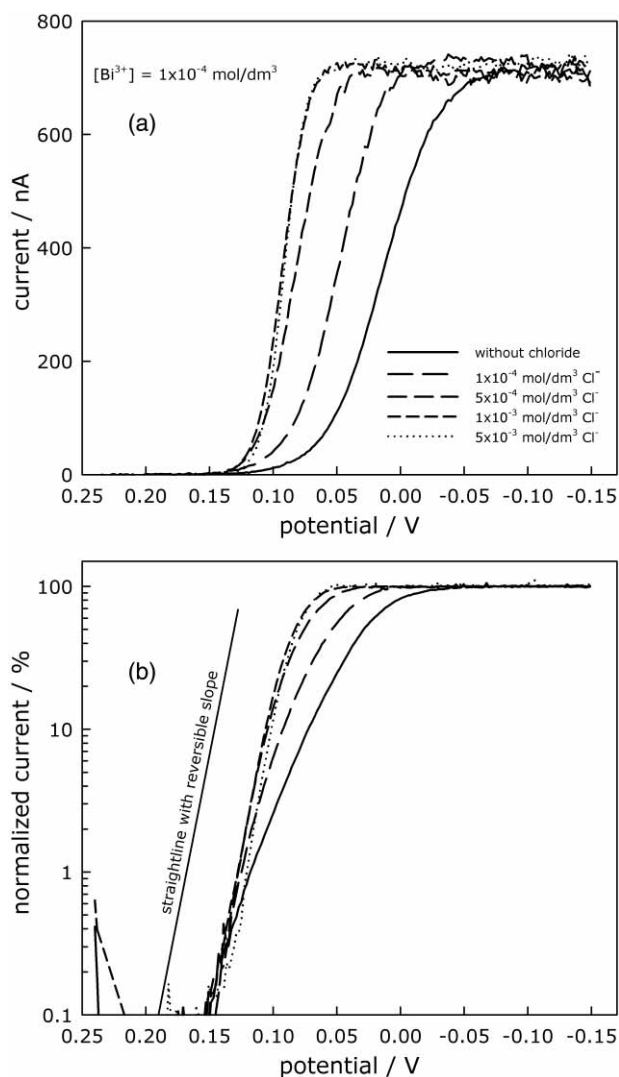 800
[Bi³⁺] = 1x10⁻⁴ mol/dm³
(a)
600
400
200
0
current / nA
without chloride
1x10⁻⁴ mol/dm³ Cl⁻
5x10⁻⁴ mol/dm³ Cl⁻
1x10⁻³ mol/dm³ Cl⁻
5x10⁻³ mol/dm³ Cl⁻
0.25 0.20 0.15 0.10 0.05 0.00 -0.05 -0.10 -0.15
potential / V
100
(b)
10
1
0.1
normalized current / %
straightline with reversible slope
0.25 0.20 0.15 0.10 0.05 0.00 -0.05 -0.10 -0.15
potential / V